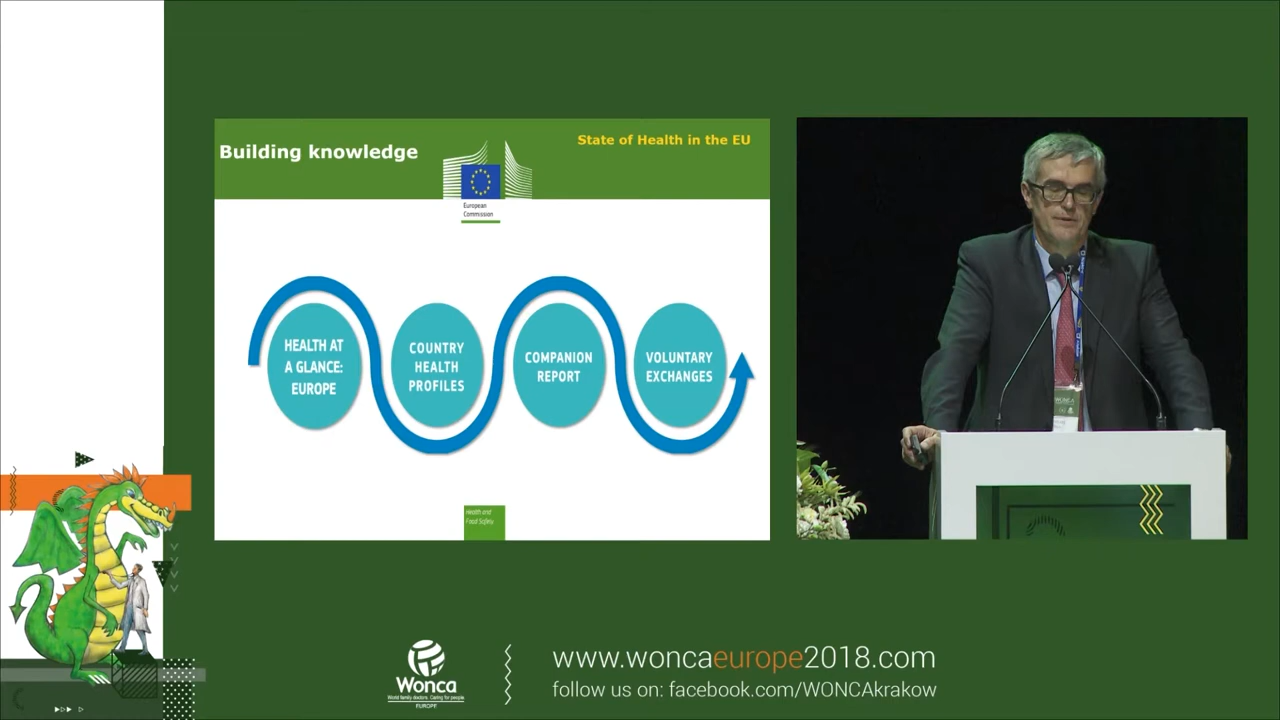 Building knowledge
State of Health in the EU
European
Commission
HEALTH AT
A GLANCE:
EUROPE
COUNTRY
HEALTH
PROFILES
COMPANION
REPORT
VOLUNTARY
EXCHANGES
Health and
Food Safety
WONCA
Wonca
World family doctors. Caring for people.
EUROPE
www.woncaeurope2018.com
follow us on: facebook.com/WONCAkrakow